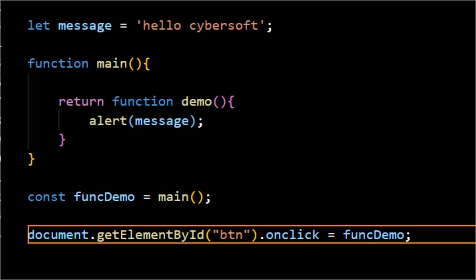 let message = 'hello cybersoft';
function main(){
return function demo(){
alert(message);
}
}
const funcDemo = main();
document.getElementById("btn").onclick = funcDemo;